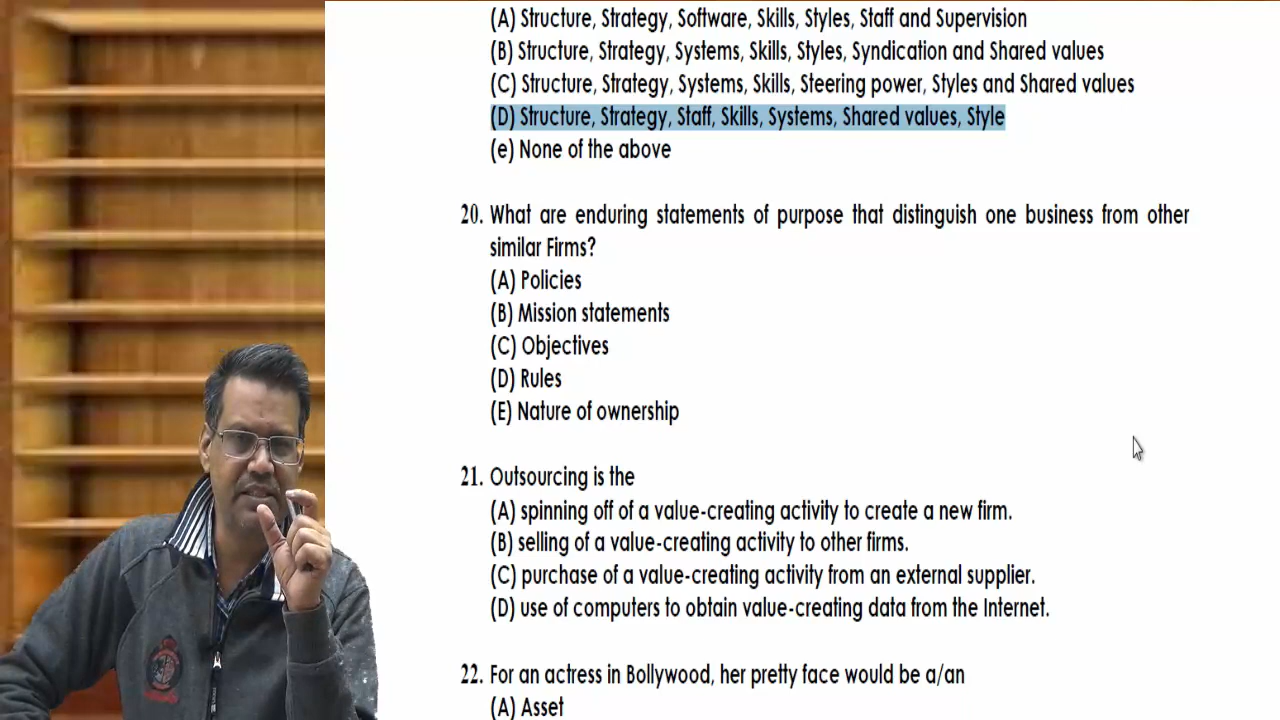 (A) Structure, Strategy, Software, Skills, Styles, Staff and Supervision
(B) Structure, Strategy, Systems, Skills, Styles, Syndication and Shared values
(C) Structure, Strategy, Systems, Skills, Steering power, Styles and Shared values
(D) Structure, Strategy, Staff, Skills, Systems, Shared values, Style
(e) None of the above
20. What are enduring statements of purpose that distinguish one business from other
similar Firms?
(A) Policies
(B) Mission statements
(C) Objectives
(D) Rules
(E) Nature of ownership
21. Outsourcing is the
(A) spinning off of a value-creating activity to create a new firm.
(B) selling of a value-creating activity to other firms.
(C) purchase of a value-creating activity from an external supplier.
(D) use of computers to obtain value-creating data from the Internet.
22. For an actress in Bollywood, her pretty face would be a/an
(A) Asset